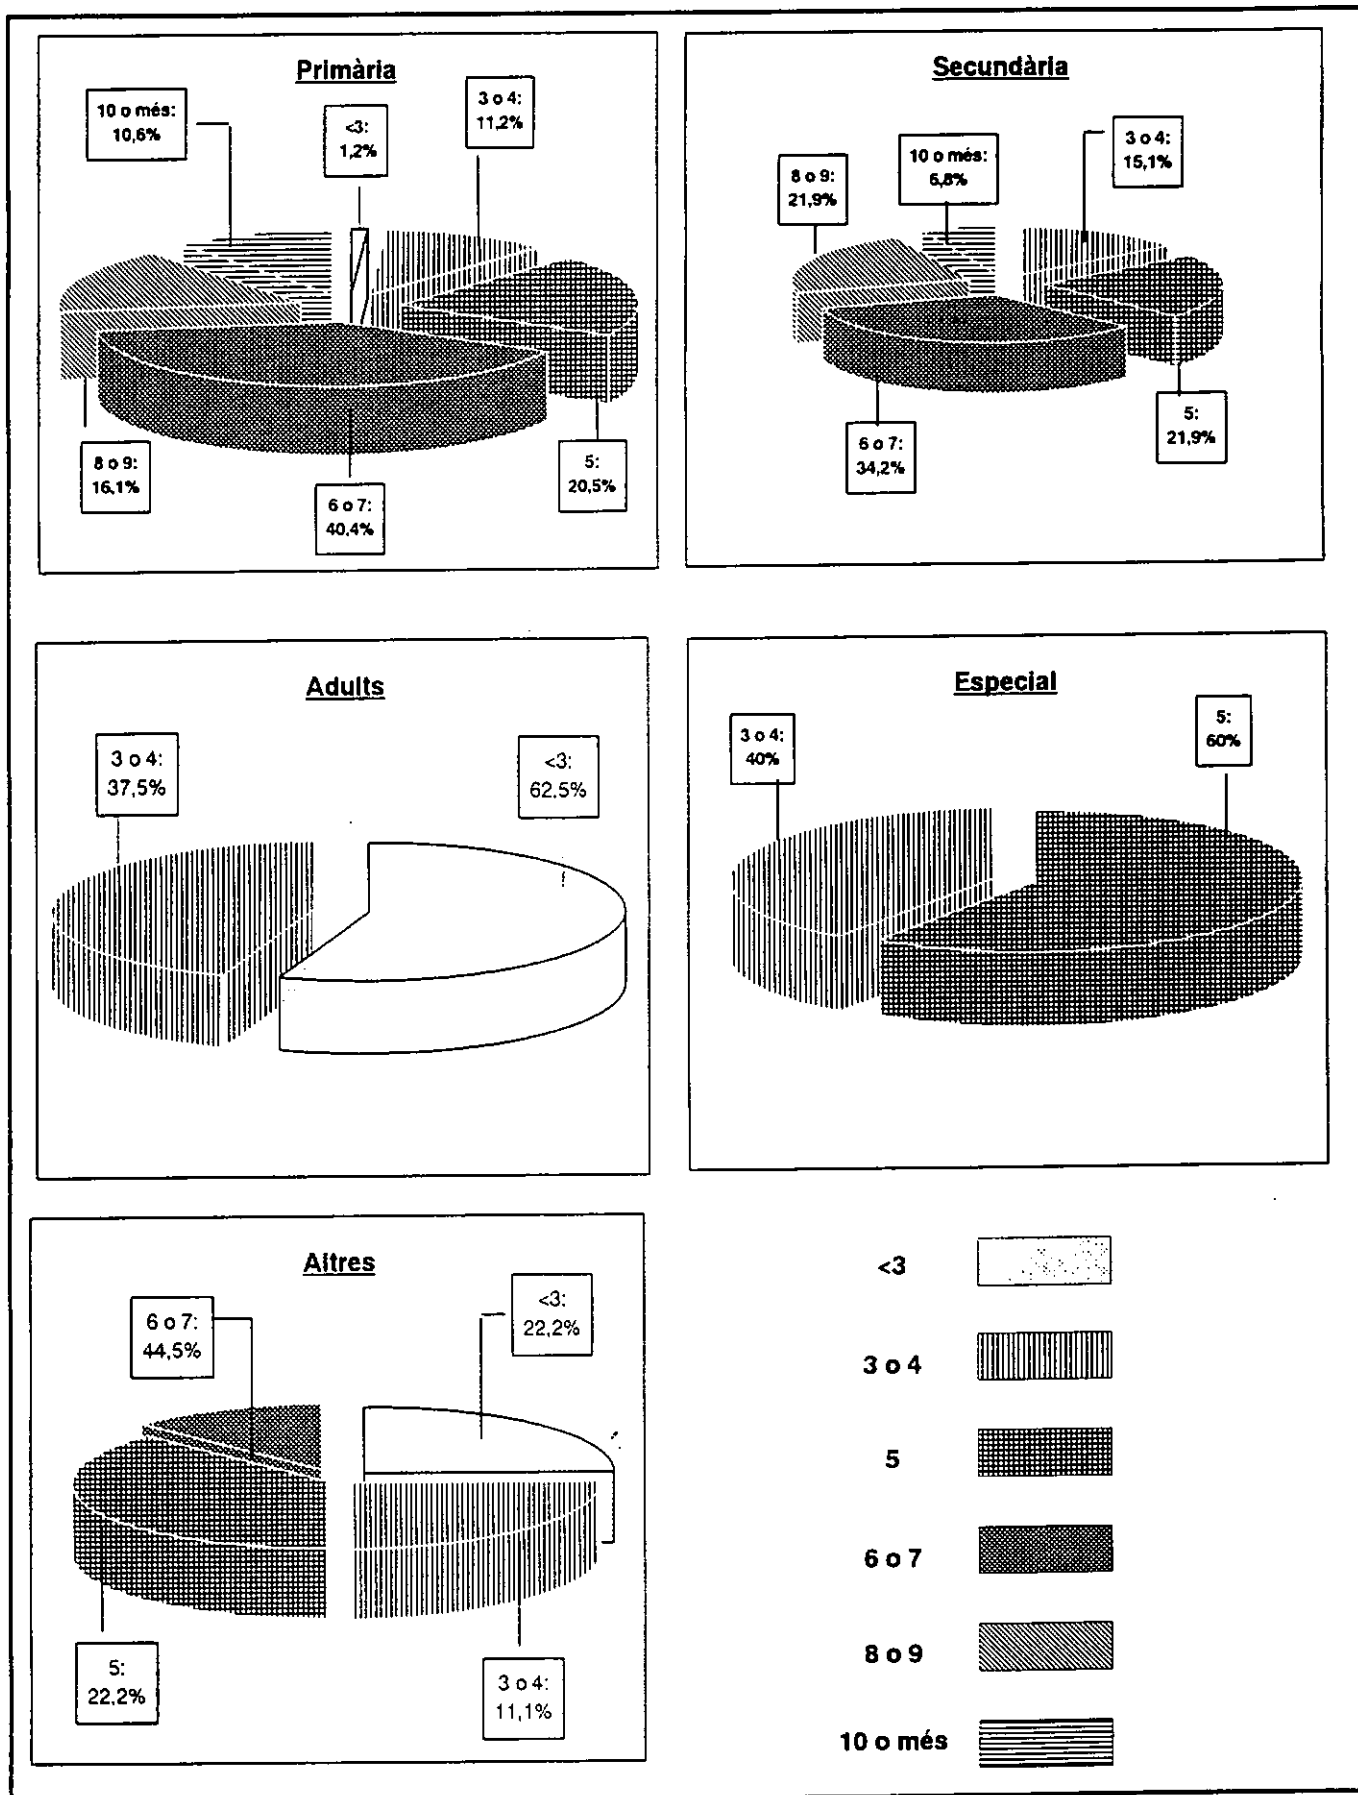 Primària
10 o més:
10,6%
<3:
1,2%
3 o 4:
11,2%
8 o 9:
16,1%
6 o 7:
40,4%
5:
20,5%
Secundària
8 o 9:
21,9%
10 o més:
6,8%
3 o 4:
15,1%
6 o 7:
34,2%
5:
21,9%
Adults
3 o 4:
37,5%
<3:
62,5%
Especial
3 o 4:
40%
5:
60%
Altres
6 o 7:
44,5%
<3:
22,2%
5:
22,2%
3 o 4:
11,1%
<3
3 o 4
5
6 o 7
8 o 9
10 o més